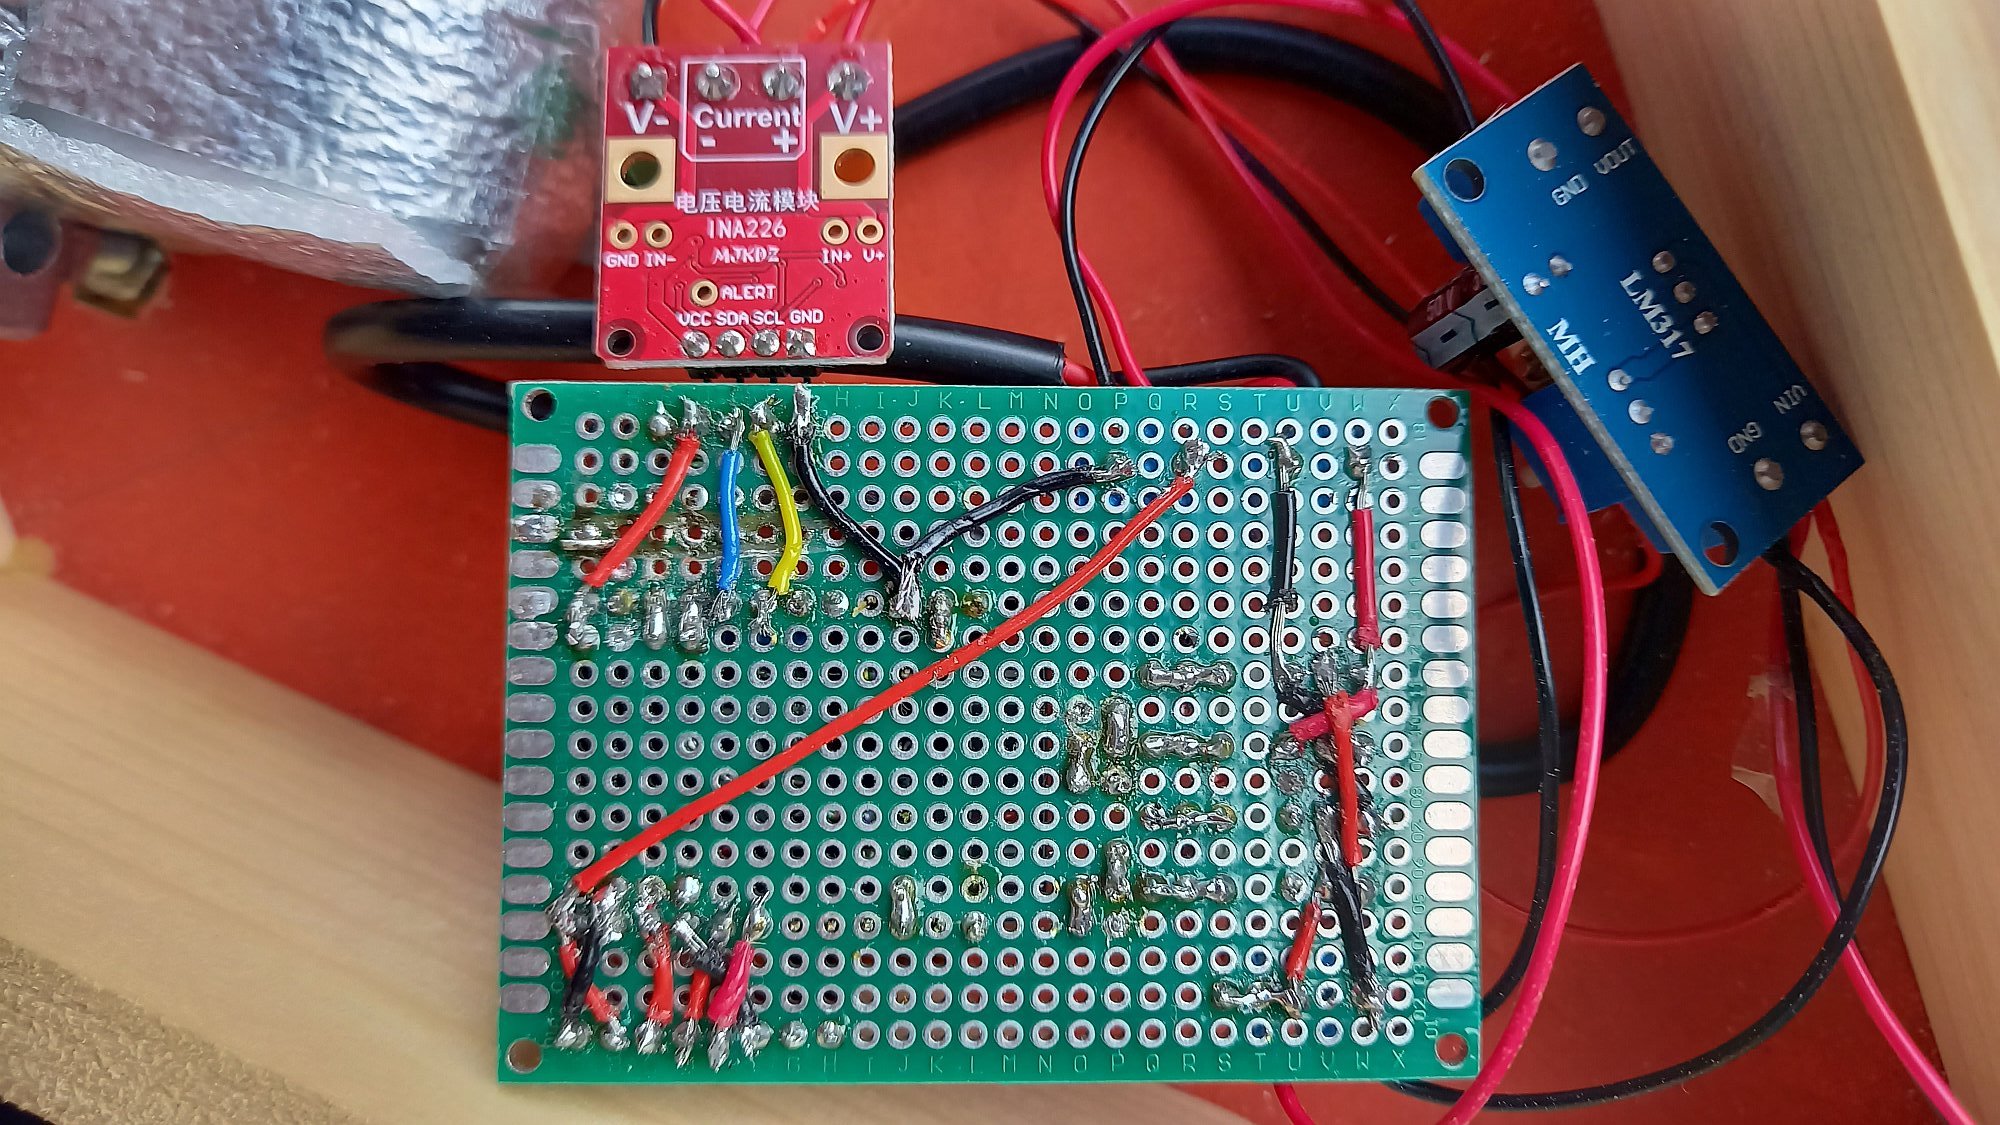 V- Current V+
- +
电压电流模块
INA226
GND IN- MJKDZ IN+ V+
ALERT
VCC SDA SCL GND
GND VOUT
LM317
MH
GND VIN
50V
H I J K L M N O P Q R S T U V W X
G H I J K L M N O P Q R S T U V W X